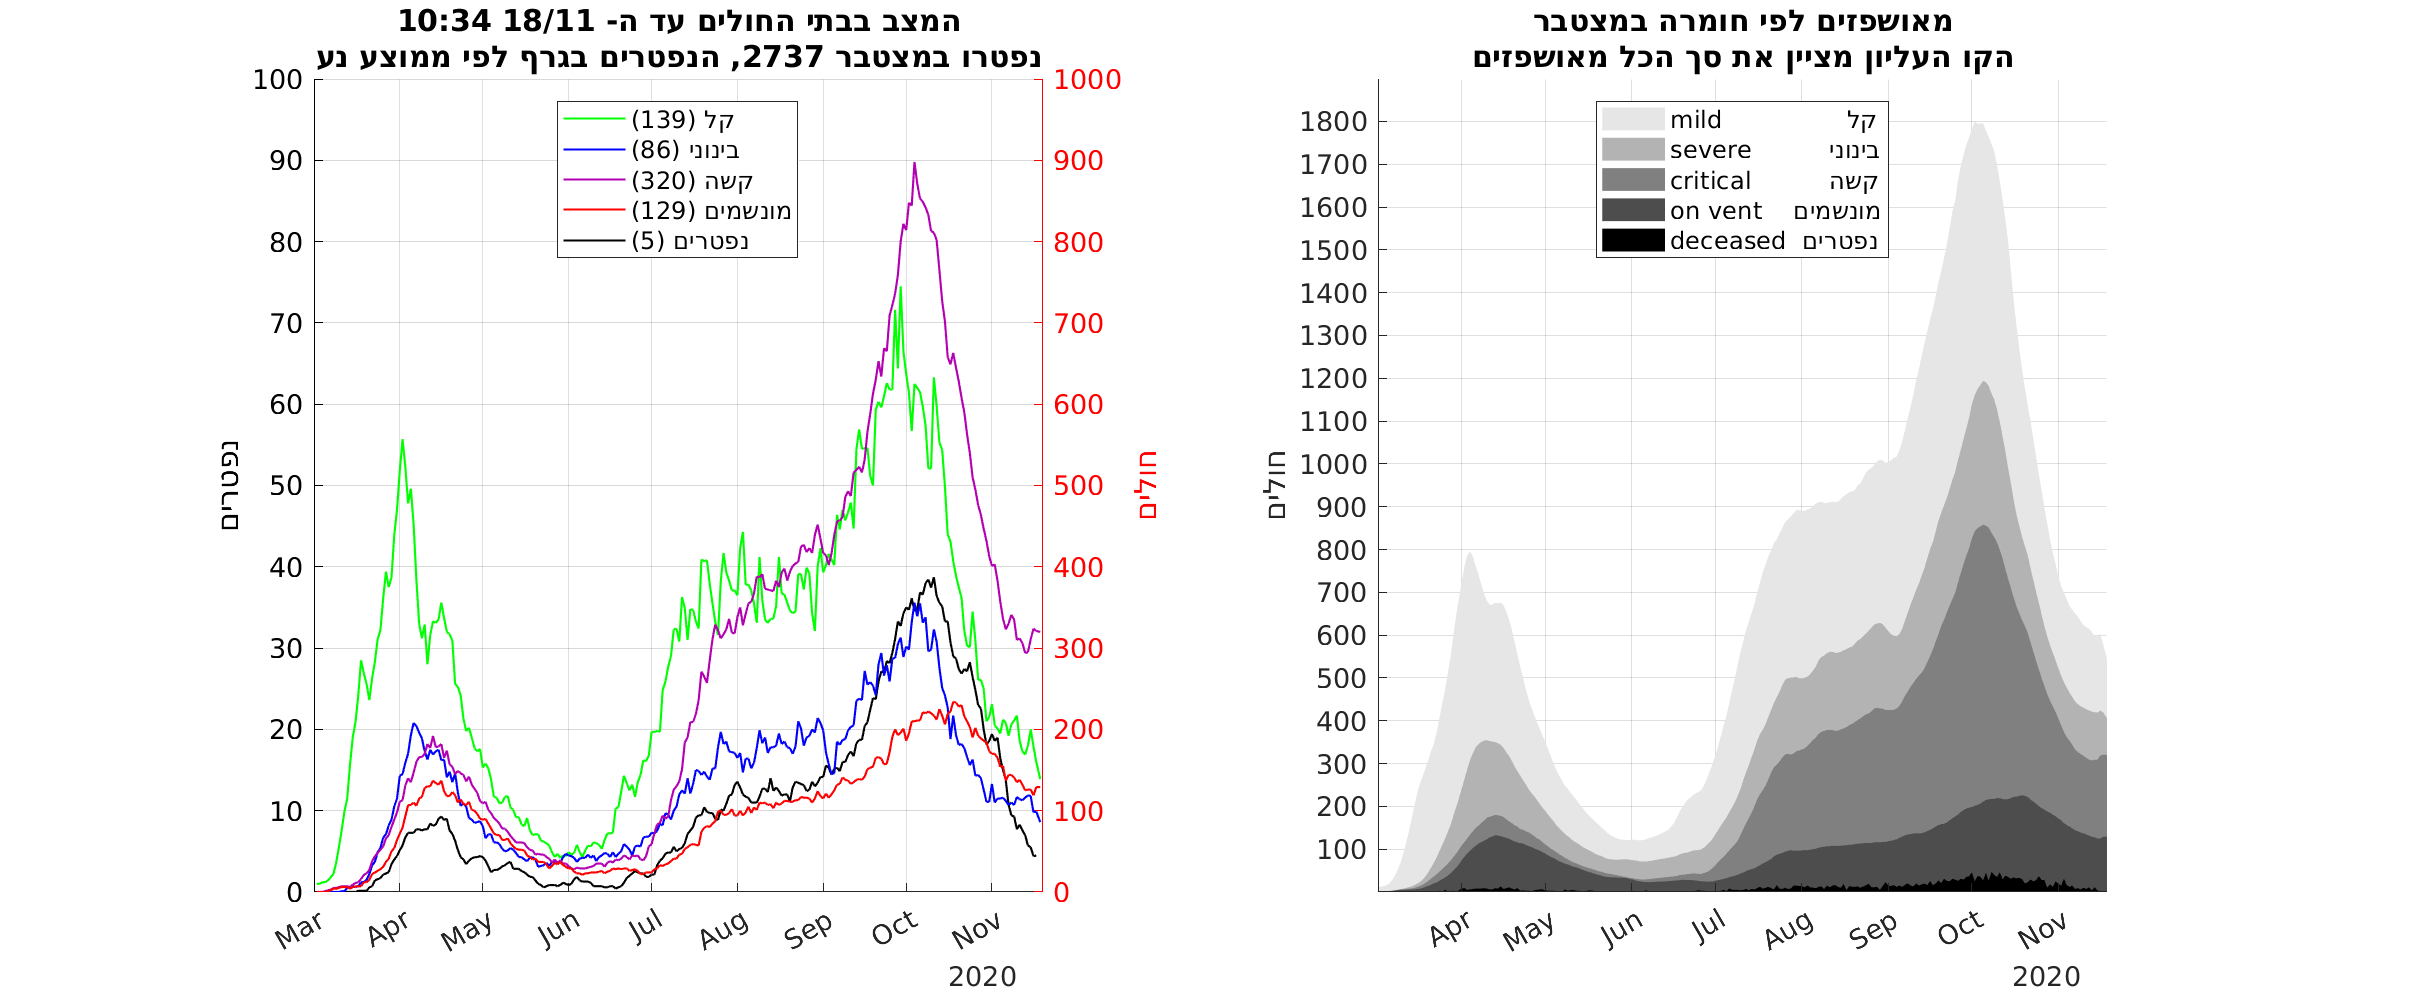 המצב בבתי החולים עד ה- 18/11 10:34
נפטרו במצטבר 2737, הנפטרים בגרף לפי ממוצע נע
100
90
80
70
60
50
40
30
20
10
0
נפטרים
1000
900
800
700
600
500
400
300
200
100
0
חולים
קל (139)
בינוני (86)
קשה (320)
מונשמים (129)
נפטרים (5)
Mar
Apr
May
Jun
Jul
Aug
Sep
Oct
Nov
2020
מאושפזים לפי חומרה במצטבר
הקו העליון מציין את סך הכל מאושפזים
1800
1700
1600
1500
1400
1300
1200
1100
1000
900
800
700
600
500
400
300
200
100
חולים
mild קל
severe בינוני
critical קשה
on vent מונשמים
deceased נפטרים
Apr
May
Jun
Jul
Aug
Sep
Oct
Nov
2020